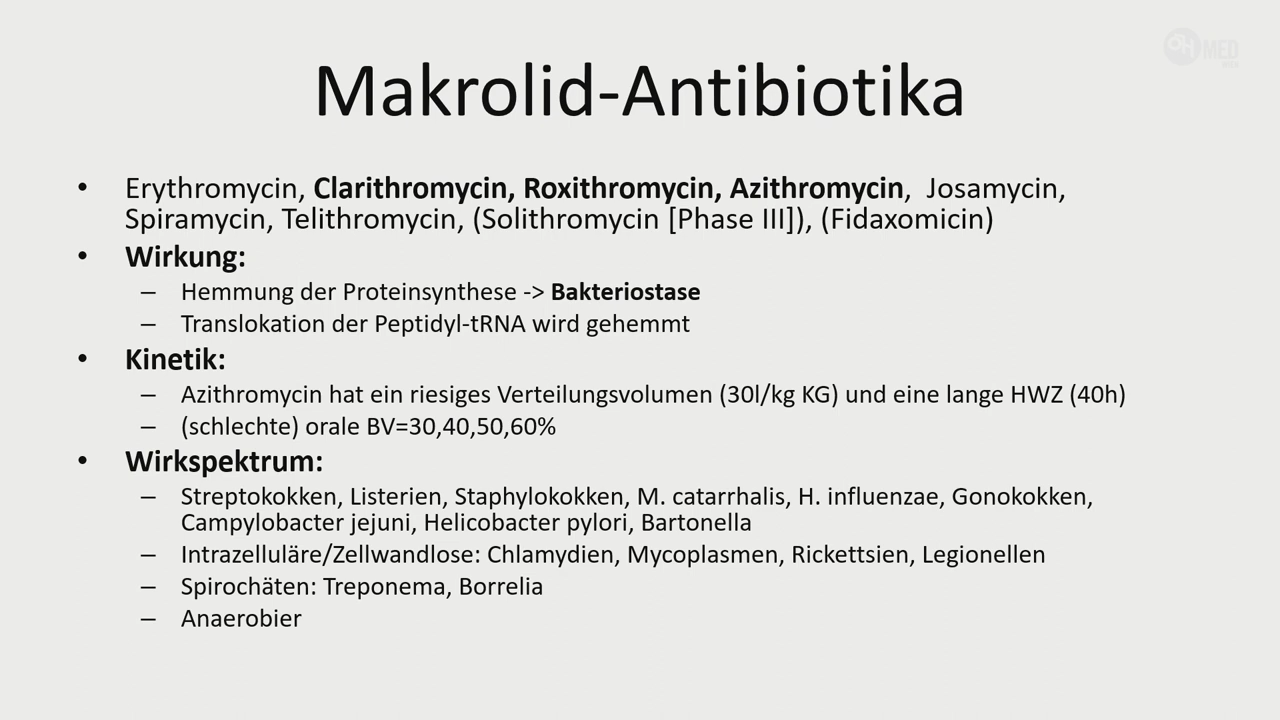 ÖH MED
Makrolid-Antibiotika
• Erythromycin, Clarithromycin, Roxithromycin, Azithromycin, Josamycin,
Spiramycin, Telithromycin, (Solithromycin [Phase III]), (Fidaxomicin)
• Wirkung:
– Hemmung der Proteinsynthese -> Bakteriostase
– Translokation der Peptidyl-tRNA wird gehemmt
• Kinetik:
– Azithromycin hat ein riesiges Verteilungsvolumen (30l/kg KG) und eine lange HWZ (40h)
– (schlechte) orale BV=30,40,50,60%
• Wirkspektrum:
– Streptokokken, Listerien, Staphylokokken, M. catarrhalis, H. influenzae, Gonokokken,
Campylobacter jejuni, Helicobacter pylori, Bartonella
– Intrazelluläre/Zellwandlose: Chlamydien, Mycoplasmen, Rickettsien, Legionellen
– Spirochäten: Treponema, Borrelia
– Anaerobier